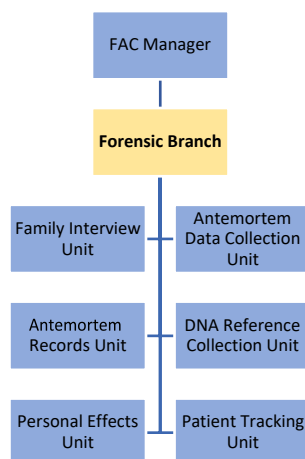 FAC Manager
Forensic Branch
Family Interview
Unit
Antemortem
Data Collection
Unit
Antemortem
Records Unit
DNA Reference
Collection Unit
Personal Effects
Unit
Patient Tracking
Unit